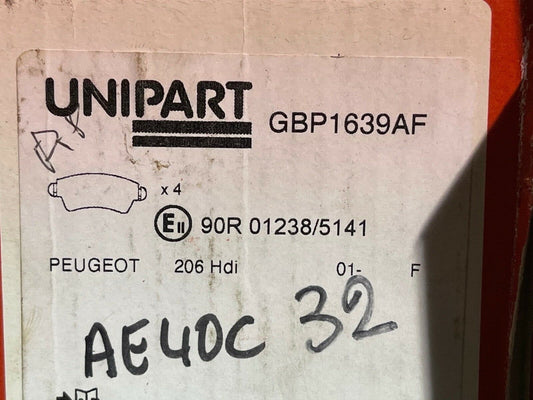 UNIPART
GBP1639AF
x 4
E11 90R 01238/5141
PEUGEOT 206 Hdi 01- F
AE40C 32